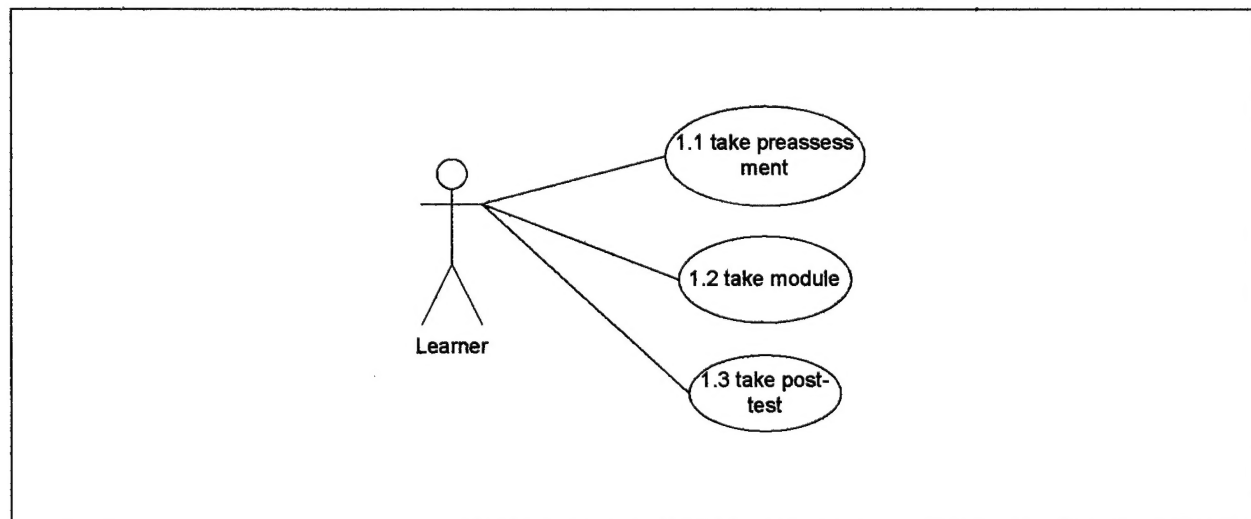 1.1 take preassess
ment
1.2 take module
Learner
1.3 take post-
test